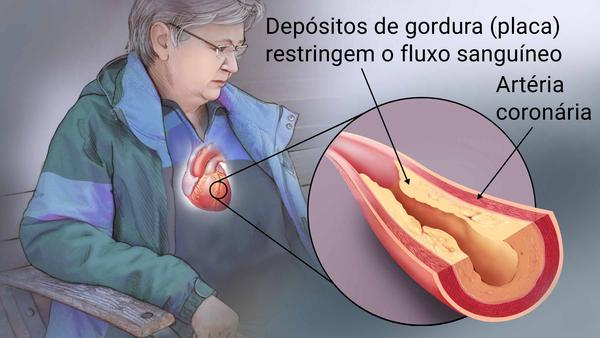 Depósitos de gordura (placa)
restringem o fluxo sanguíneo
Artéria
coronária